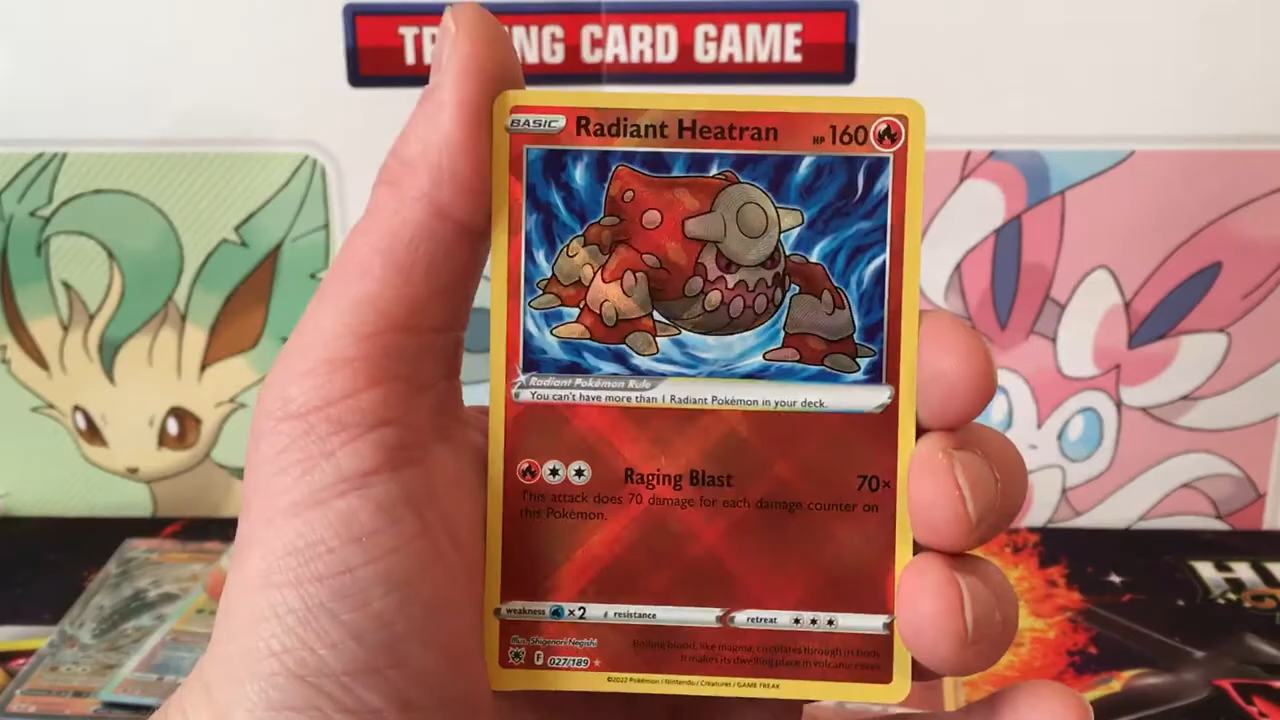 NG CARD GAME
BASIC Radiant Heatran HP 160
Radiant Pokémon Rule
You can't have more than 1 Radiant Pokémon in your deck.
Raging Blast 70×
This attack does 70 damage for each damage counter on
this Pokémon.
weakness ×2 resistance retreat
Illus. Shigenori Negishi
F 027/189
Boiling blood, like magma, circulates through its body.
It makes its dwelling place in volcanic caves.
©2022 Pokémon / Nintendo / Creatures / GAME FREAK